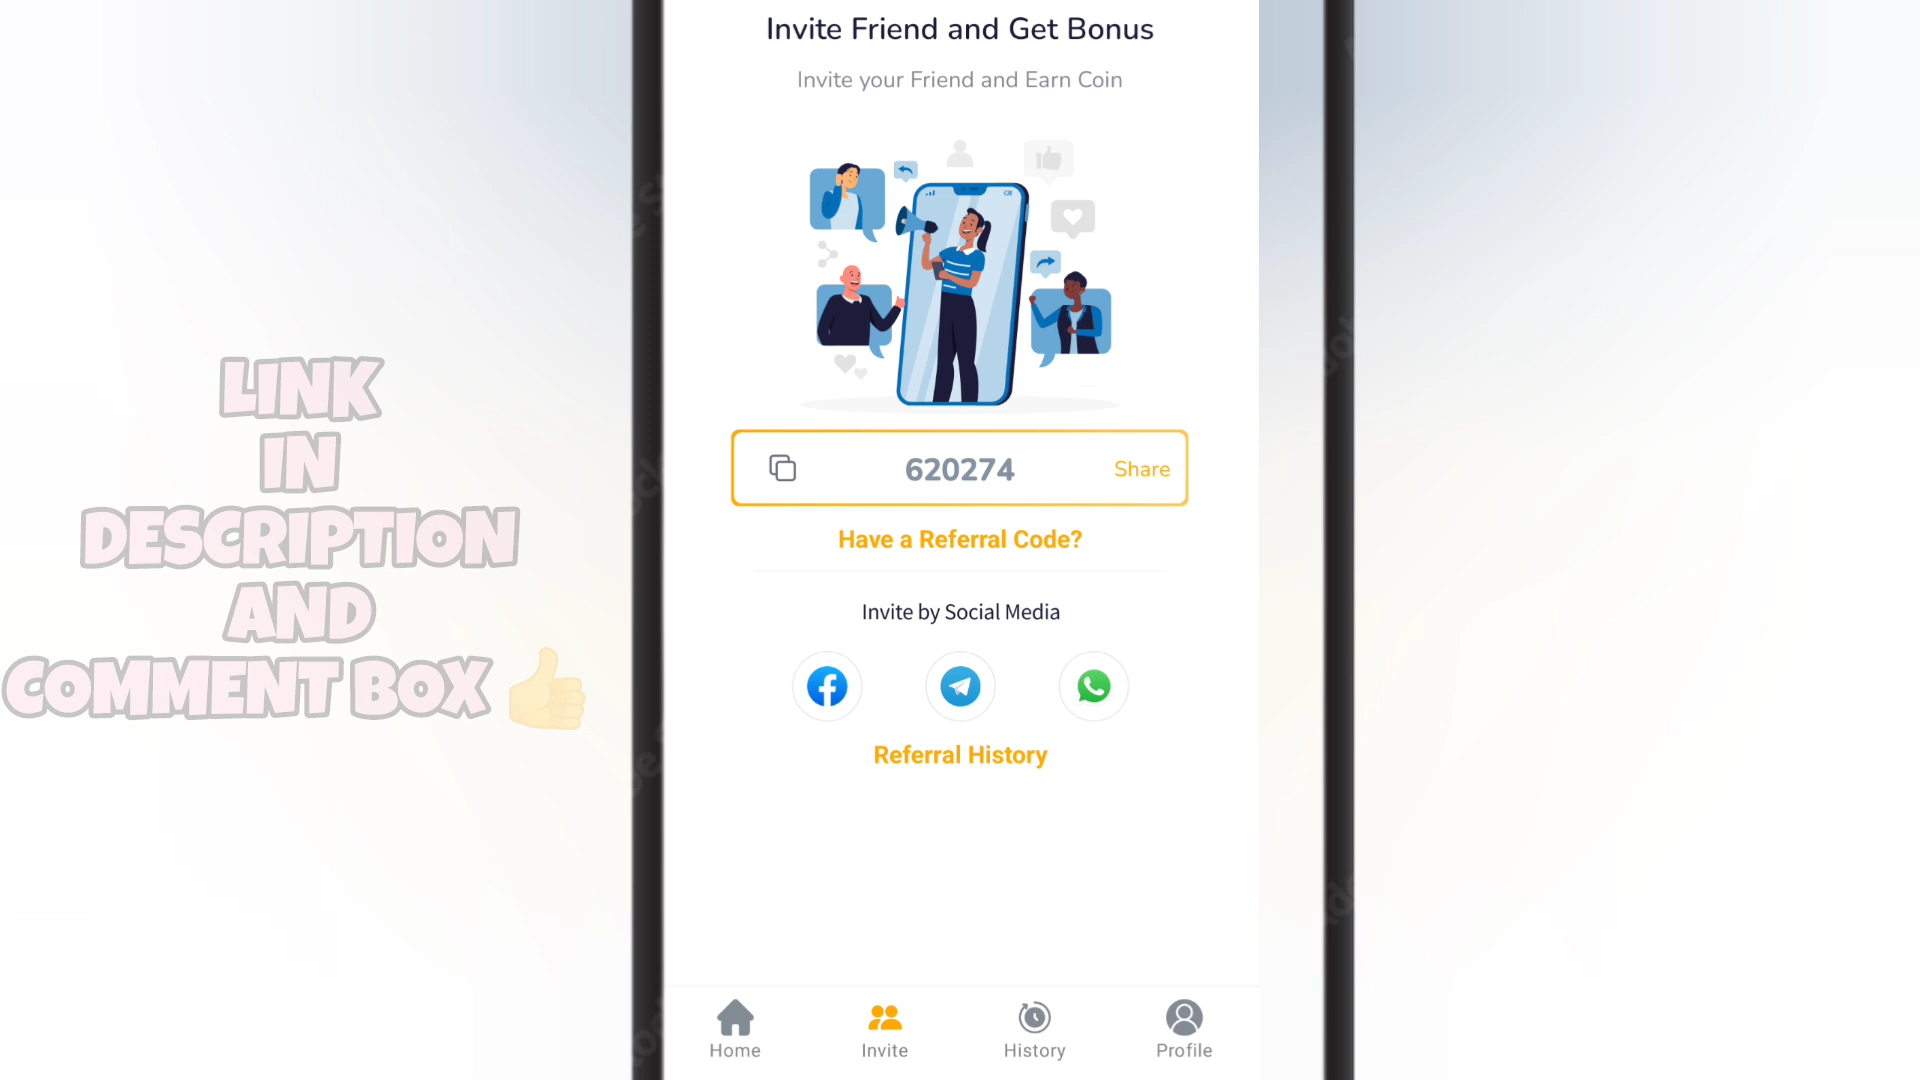 Invite Friend and Get Bonus
Invite your Friend and Earn Coin
620274
Share
Have a Referral Code?
Invite by Social Media
Referral History
Home
Invite
History
Profile
LINK
IN
DESCRIPTION
AND
COMMENT BOX